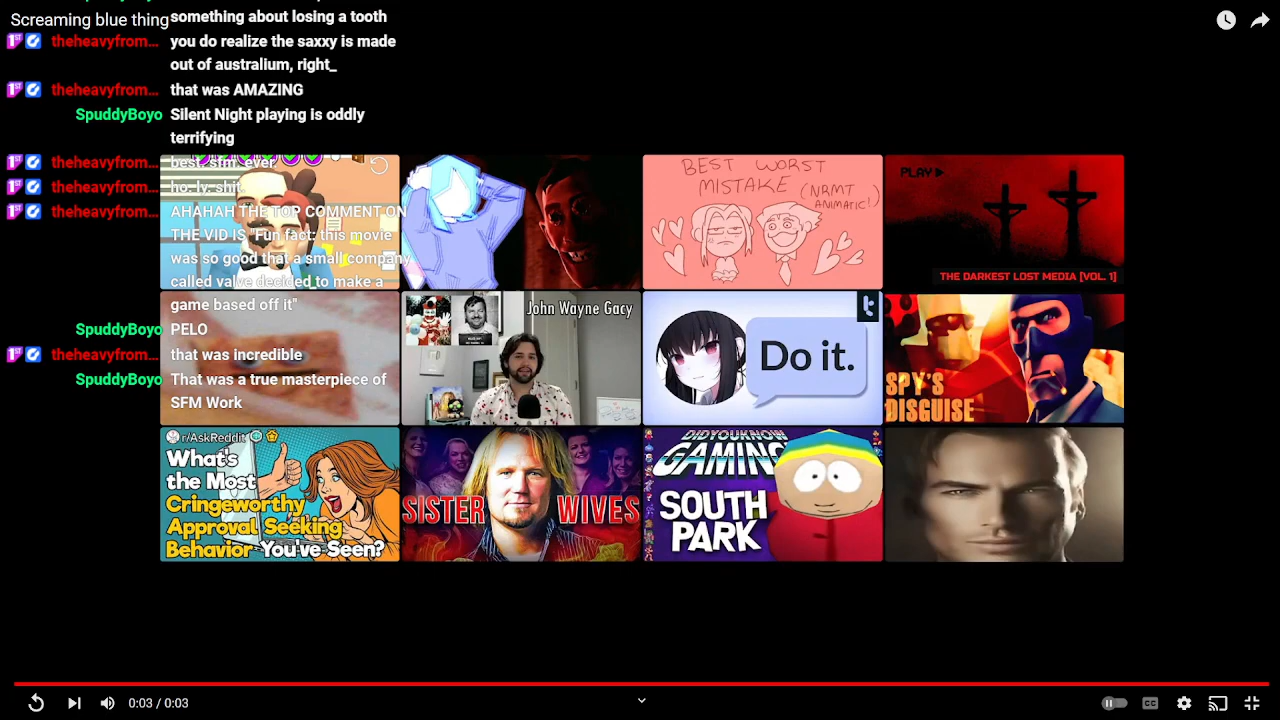 Screaming blue thing
something about losing a tooth
theheavyfrom... you do realize the saxxy is made
out of australium, right_
theheavyfrom... that was AMAZING
SpuddyBoyo Silent Night playing is oddly
terrifying
theheavyfrom... best. sfm. ever.
theheavyfrom... ho. ly. shit.
theheavyfrom... AHAHAH THE TOP COMMENT ON
THE VID IS "Fun fact: this movie
was so good that a small company
called valve decided to make a
game based off it"
SpuddyBoyo PELO
theheavyfrom... that was incredible
SpuddyBoyo That was a true masterpiece of
SFM Work
BEST WORST
MISTAKE (NRMT
ANIMATIC!)
PLAY
THE DARKEST LOST MEDIA [VOL. 1]
John Wayne Gacy
Do it.
t
SPY'S
DISGUISE
r/AskReddit
What's
the Most
Cringeworthy
Approval Seeking
Behavior You've Seen?
SISTER WIVES
DIDYOUKNOW
GAMING
SOUTH
PARK
0:03 / 0:03
CC